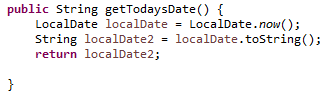 public String getTodaysDate() {
LocalDate localDate = LocalDate.now();
String localDate2 = localDate.toString();
return localDate2;
}